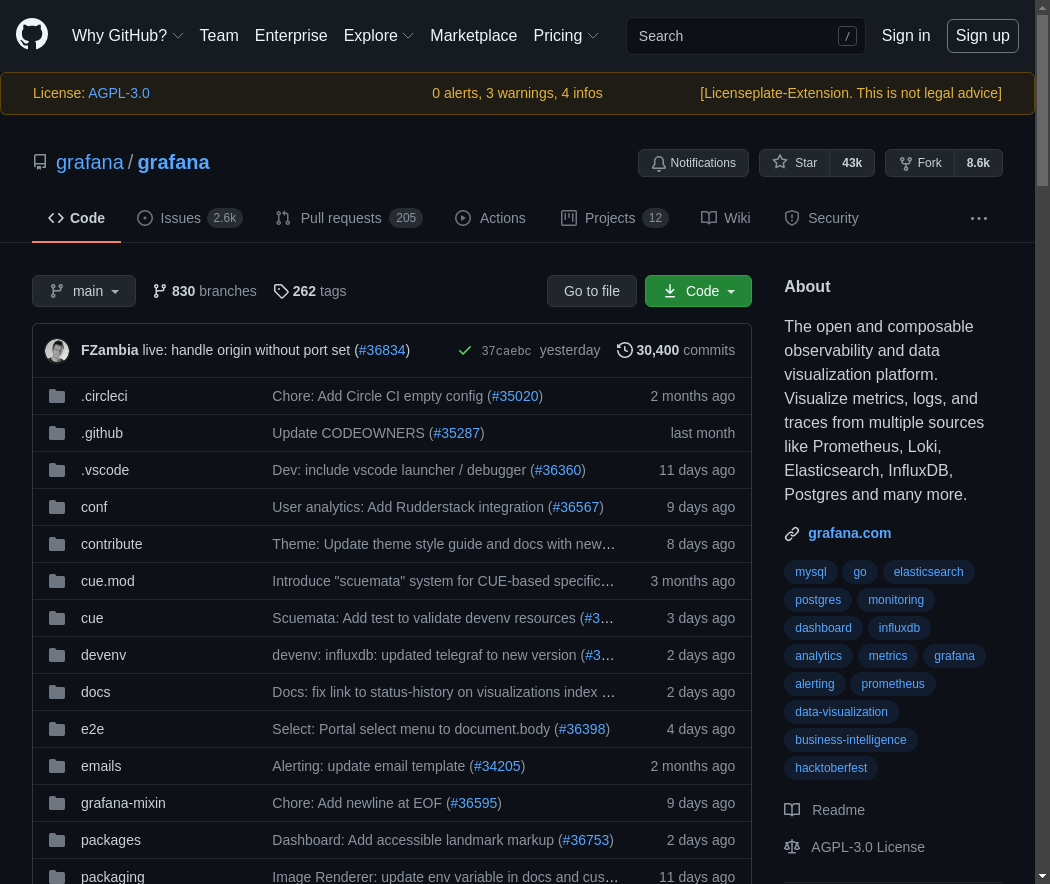 Why GitHub? Team Enterprise Explore Marketplace Pricing Search / Sign in Sign up
License: AGPL-3.0 0 alerts, 3 warnings, 4 infos [Licenseplate-Extension. This is not legal advice]
grafana / grafana Notifications Star 43k Fork 8.6k
Code Issues 2.6k Pull requests 205 Actions Projects 12 Wiki Security ...
main 830 branches 262 tags Go to file Code
FZambia live: handle origin without port set (#36834) 37caebc yesterday 30,400 commits
.circleci Chore: Add Circle CI empty config (#35020) 2 months ago
.github Update CODEOWNERS (#35287) last month
.vscode Dev: include vscode launcher / debugger (#36360) 11 days ago
conf User analytics: Add Rudderstack integration (#36567) 9 days ago
contribute Theme: Update theme style guide and docs with new… 8 days ago
cue.mod Introduce "scuemata" system for CUE-based specific… 3 months ago
cue Scuemata: Add test to validate devenv resources (#3… 3 days ago
devenv devenv: influxdb: updated telegraf to new version (#3… 2 days ago
docs Docs: fix link to status-history on visualizations index … 2 days ago
e2e Select: Portal select menu to document.body (#36398) 4 days ago
emails Alerting: update email template (#34205) 2 months ago
grafana-mixin Chore: Add newline at EOF (#36595) 9 days ago
packages Dashboard: Add accessible landmark markup (#36753) 2 days ago
packaging Image Renderer: update env variable in docs and cus… 11 days ago
About
The open and composable
observability and data
visualization platform.
Visualize metrics, logs, and
traces from multiple sources
like Prometheus, Loki,
Elasticsearch, InfluxDB,
Postgres and many more.
grafana.com
mysql go elasticsearch
postgres monitoring
dashboard influxdb
analytics metrics grafana
alerting prometheus
data-visualization
business-intelligence
hacktoberfest
Readme
AGPL-3.0 License